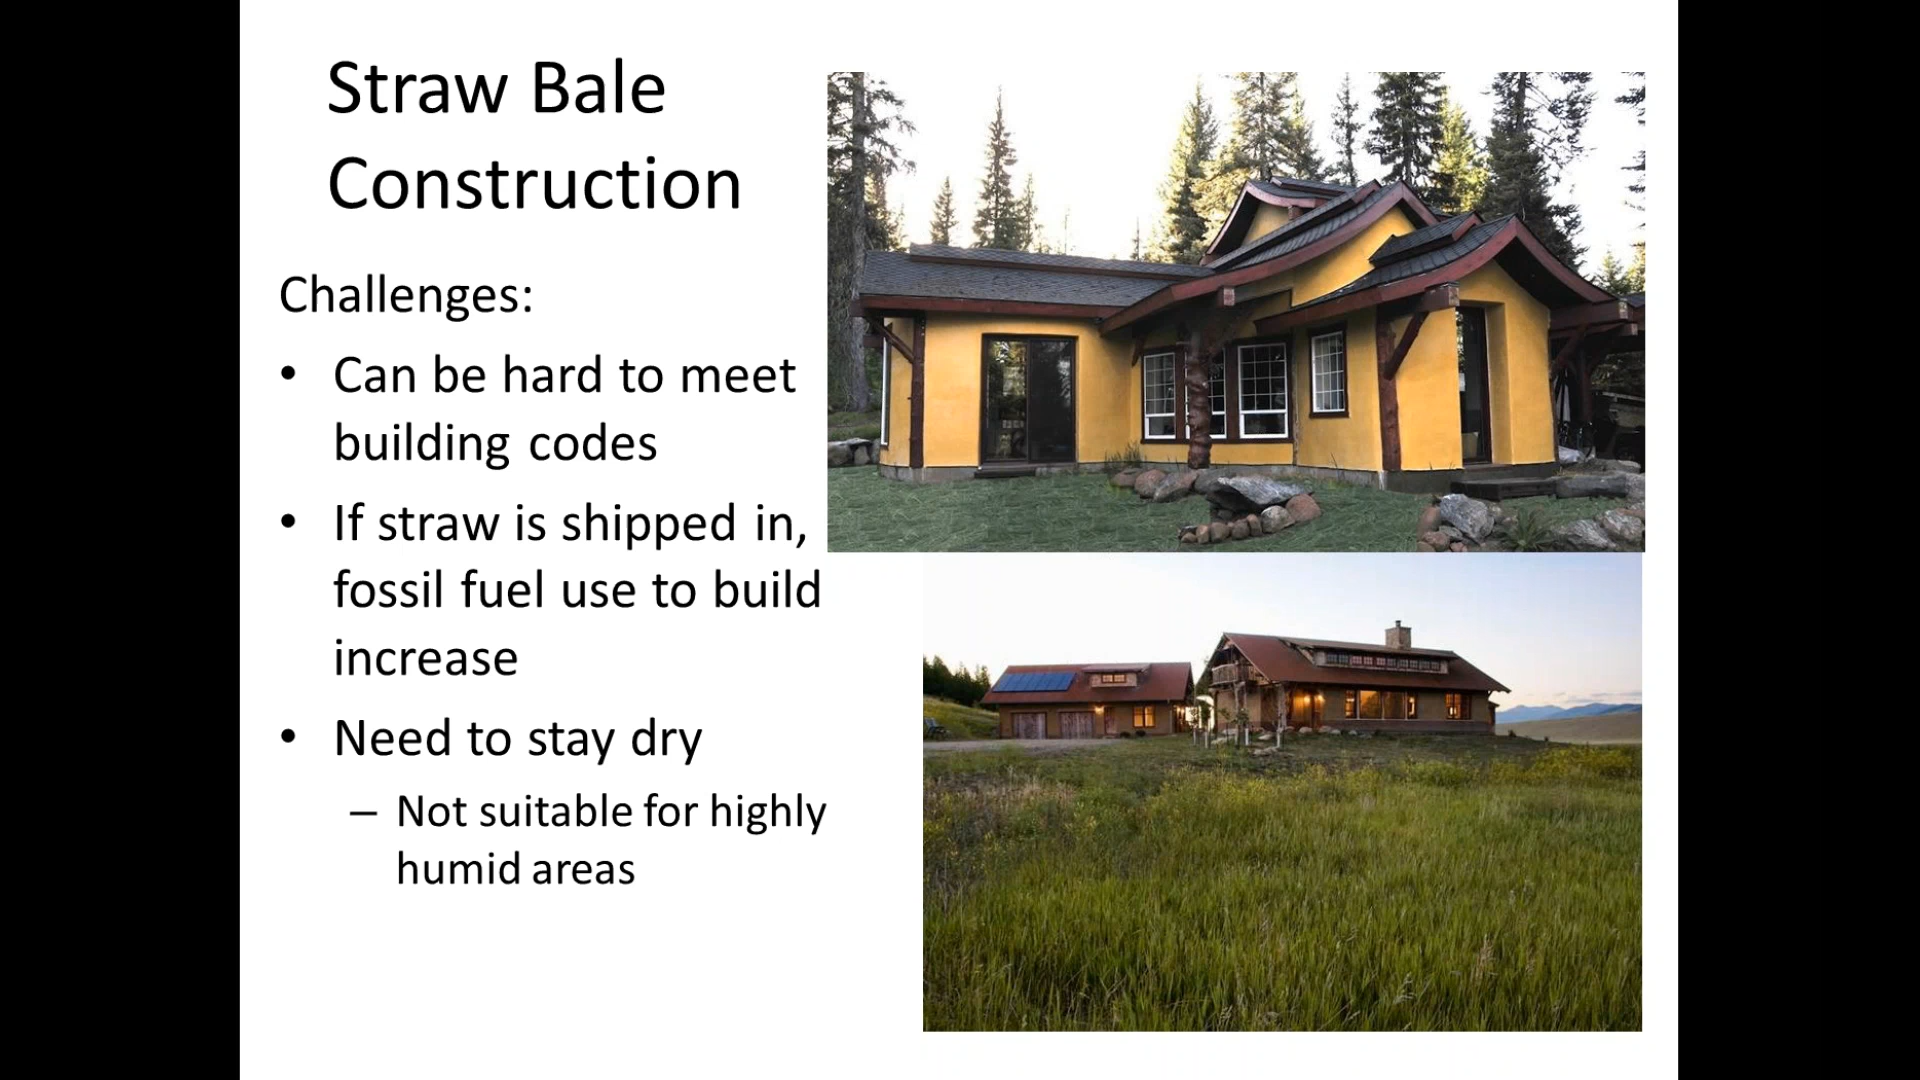 Straw Bale
Construction
Challenges:
• Can be hard to meet
building codes
• If straw is shipped in,
fossil fuel use to build
increase
• Need to stay dry
– Not suitable for highly
humid areas